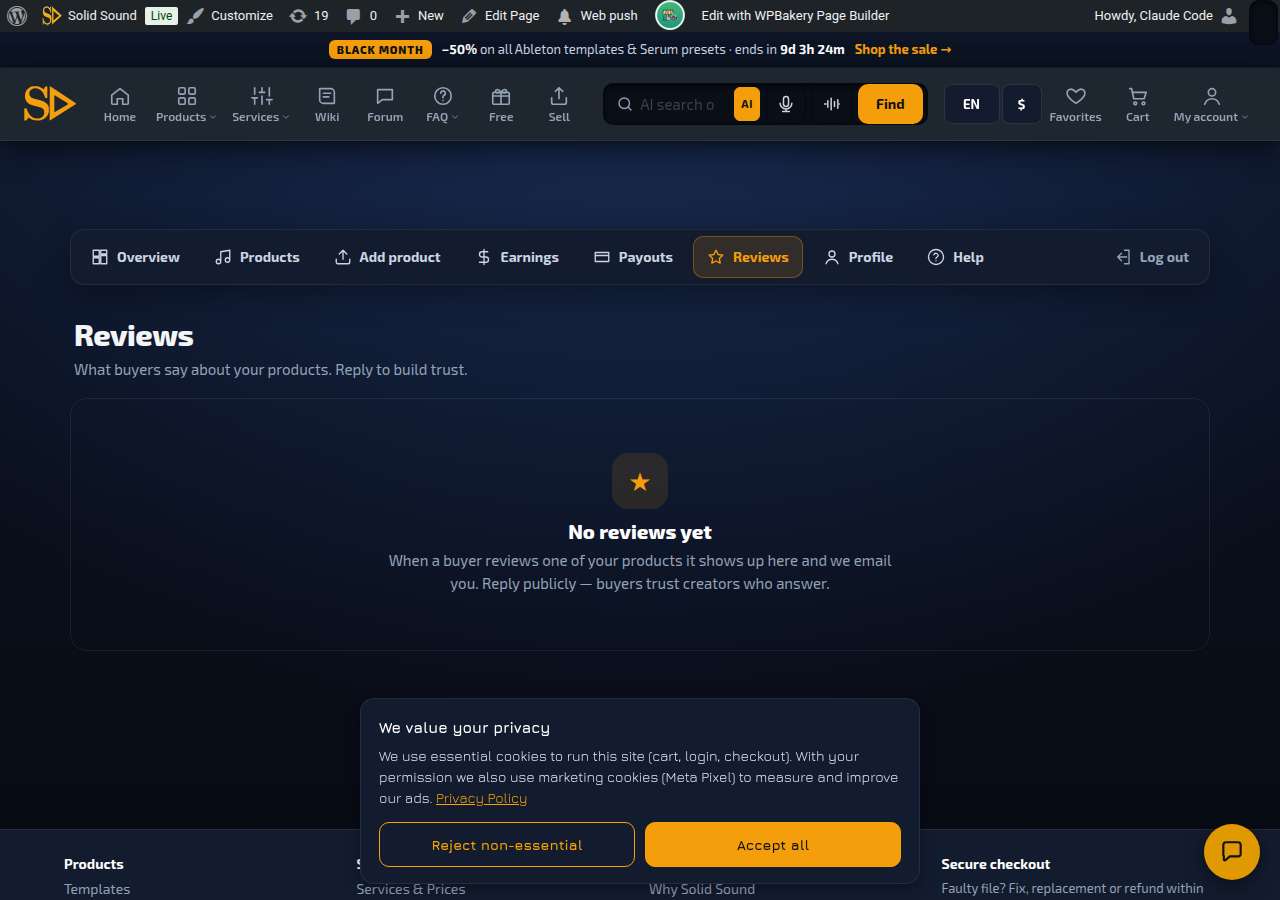 Solid Sound Live Customize 19 0 New Edit Page Web push Edit with WPBakery Page Builder Howdy, Claude Code
BLACK MONTH −50% on all Ableton templates & Serum presets · ends in 9d 3h 24m Shop the sale →
Home Products Services Wiki Forum FAQ Free Sell AI search o AI Find EN $ Favorites Cart My account
Overview Products Add product Earnings Payouts Reviews Profile Help Log out
Reviews
What buyers say about your products. Reply to build trust.
No reviews yet
When a buyer reviews one of your products it shows up here and we email
you. Reply publicly — buyers trust creators who answer.
We value your privacy
We use essential cookies to run this site (cart, login, checkout). With your
permission we also use marketing cookies (Meta Pixel) to measure and improve
our ads. Privacy Policy
Reject non-essential Accept all
Products Secure checkout
Templates Services & Prices Why Solid Sound Faulty file? Fix, replacement or refund within